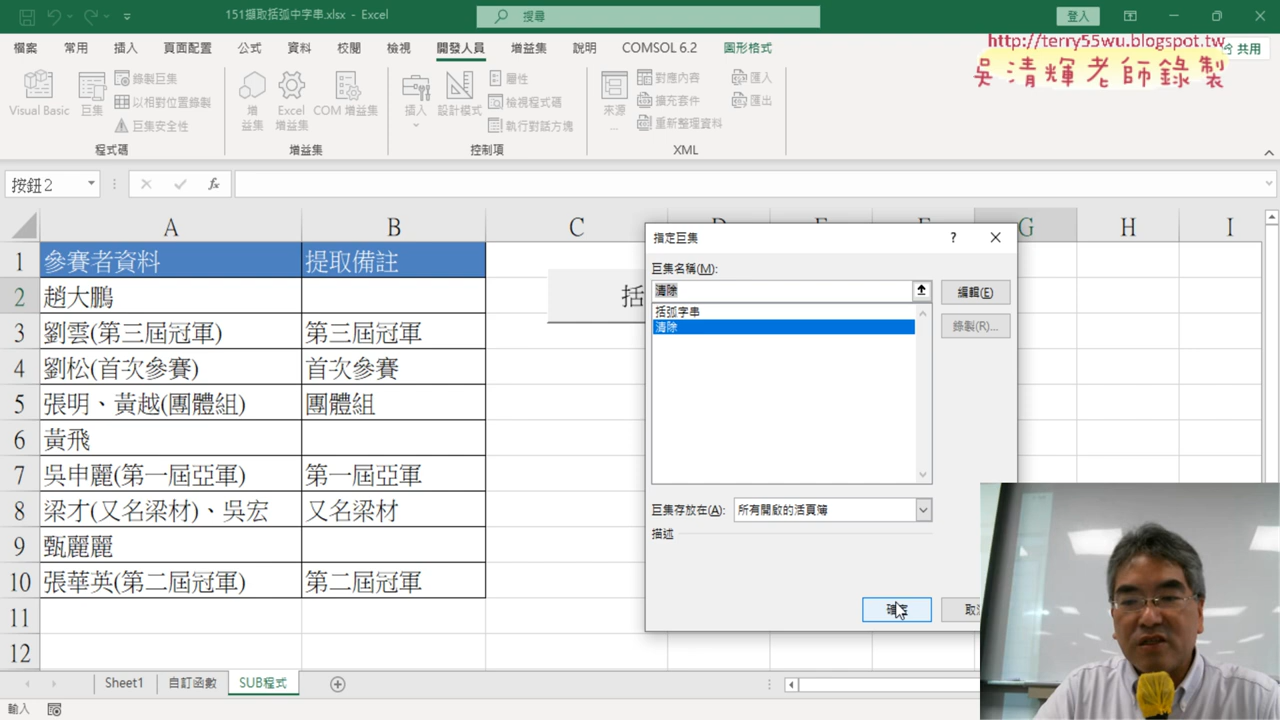 151擷取括弧中字串.xlsx - Excel
搜尋
登入
檔案 常用 插入 頁面配置 公式 資料 校閱 檢視 開發人員 增益集 說明 COMSOL 6.2 圖形格式
共用
http://terry55wu.blogspot.tw
吳清輝老師錄製
Visual Basic
巨集
錄製巨集
以相對位置錄製
巨集安全性
程式碼
增
益集
Excel
增益集
COM 增益集
增益集
插入
設計模式
屬性
檢視程式碼
執行對話方塊
控制項
來源
...
對應內容
擴充套件
重新整理資料
匯入
匯出
XML
按鈕2
fx
A B C G H I
1 參賽者資料 提取備註
2 趙大鵬
括
3 劉雲(第三屆冠軍) 第三屆冠軍
4 劉松(首次參賽) 首次參賽
5 張明、黃越(團體組) 團體組
6 黃飛
7 吳申麗(第一屆亞軍) 第一屆亞軍
8 梁才(又名梁材)、吳宏 又名梁材
9 甄麗麗
10 張華英(第二屆冠軍) 第二屆冠軍
11
12
指定巨集
?
巨集名稱(M):
清除
編輯(E)
括弧字串
清除
錄製(R)...
巨集存放在(A): 所有開啟的活頁簿
描述
Sheet1 自訂函數 SUB程式
輸入